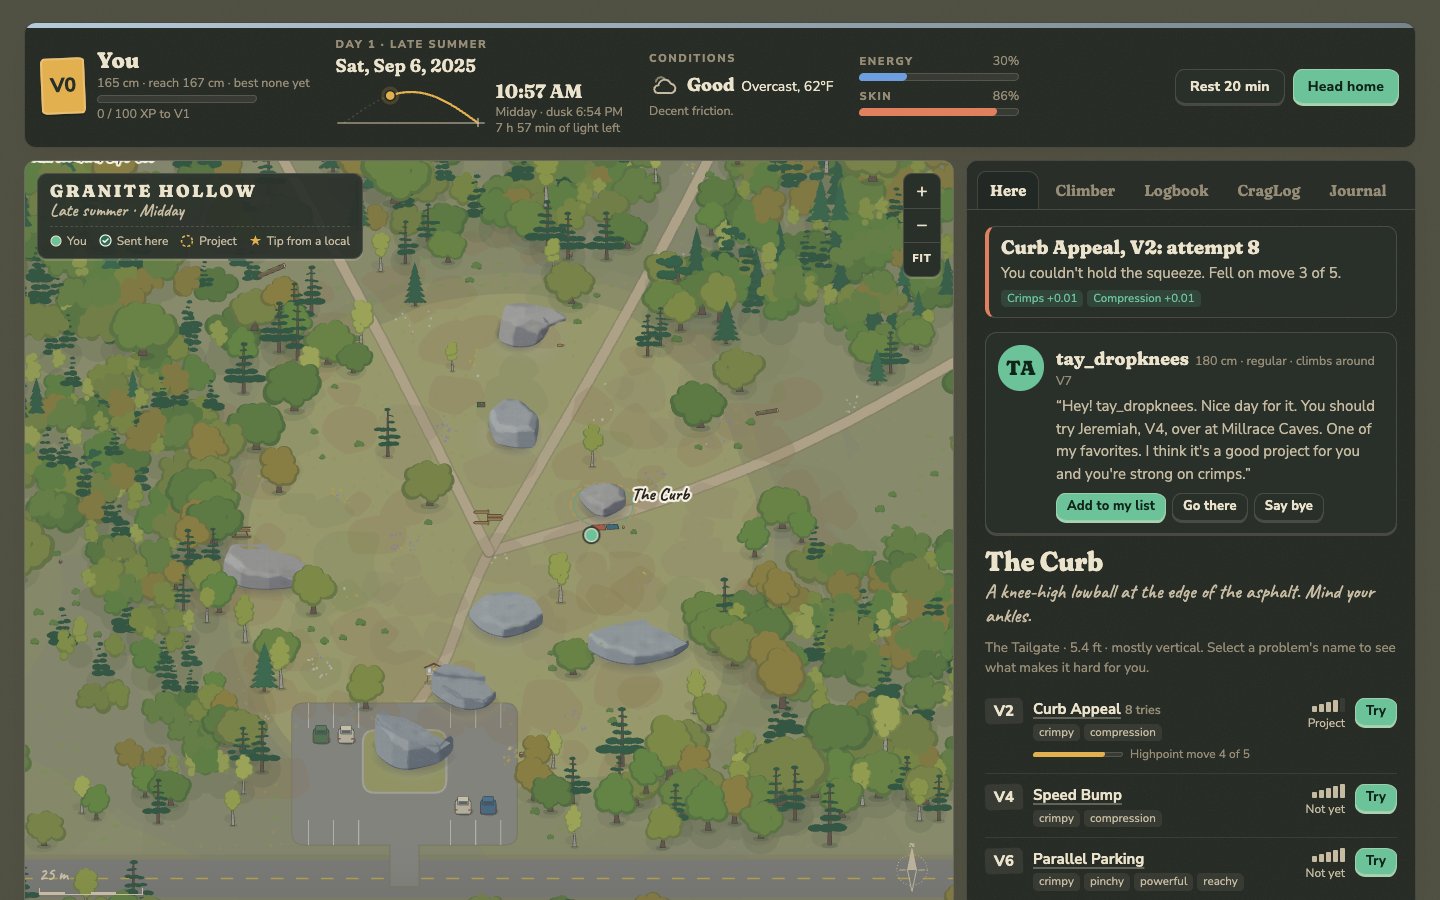 V0
You
165 cm · reach 167 cm · best none yet
0 / 100 XP to V1
DAY 1 · LATE SUMMER
Sat, Sep 6, 2025
10:57 AM
Midday · dusk 6:54 PM
7 h 57 min of light left
CONDITIONS
Good Overcast, 62°F
Decent friction.
ENERGY 30%
SKIN 86%
Rest 20 min
Head home
GRANITE HOLLOW
Late summer · Midday
You Sent here Project Tip from a local
+
−
FIT
The Curb
25 m
N
Here Climber Logbook CragLog Journal
Curb Appeal, V2: attempt 8
You couldn't hold the squeeze. Fell on move 3 of 5.
Crimps +0.01 Compression +0.01
TA
tay_dropknees 180 cm · regular · climbs around
V7
“Hey! tay_dropknees. Nice day for it. You should
try Jeremiah, V4, over at Millrace Caves. One of
my favorites. I think it's a good project for you
and you're strong on crimps.”
Add to my list Go there Say bye
The Curb
A knee-high lowball at the edge of the asphalt. Mind your
ankles.
The Tailgate · 5.4 ft · mostly vertical. Select a problem's name to see
what makes it hard for you.
V2 Curb Appeal 8 tries Project Try
crimpy compression
Highpoint move 4 of 5
V4 Speed Bump Not yet Try
crimpy compression
V6 Parallel Parking Not yet Try
crimpy pinchy powerful reachy